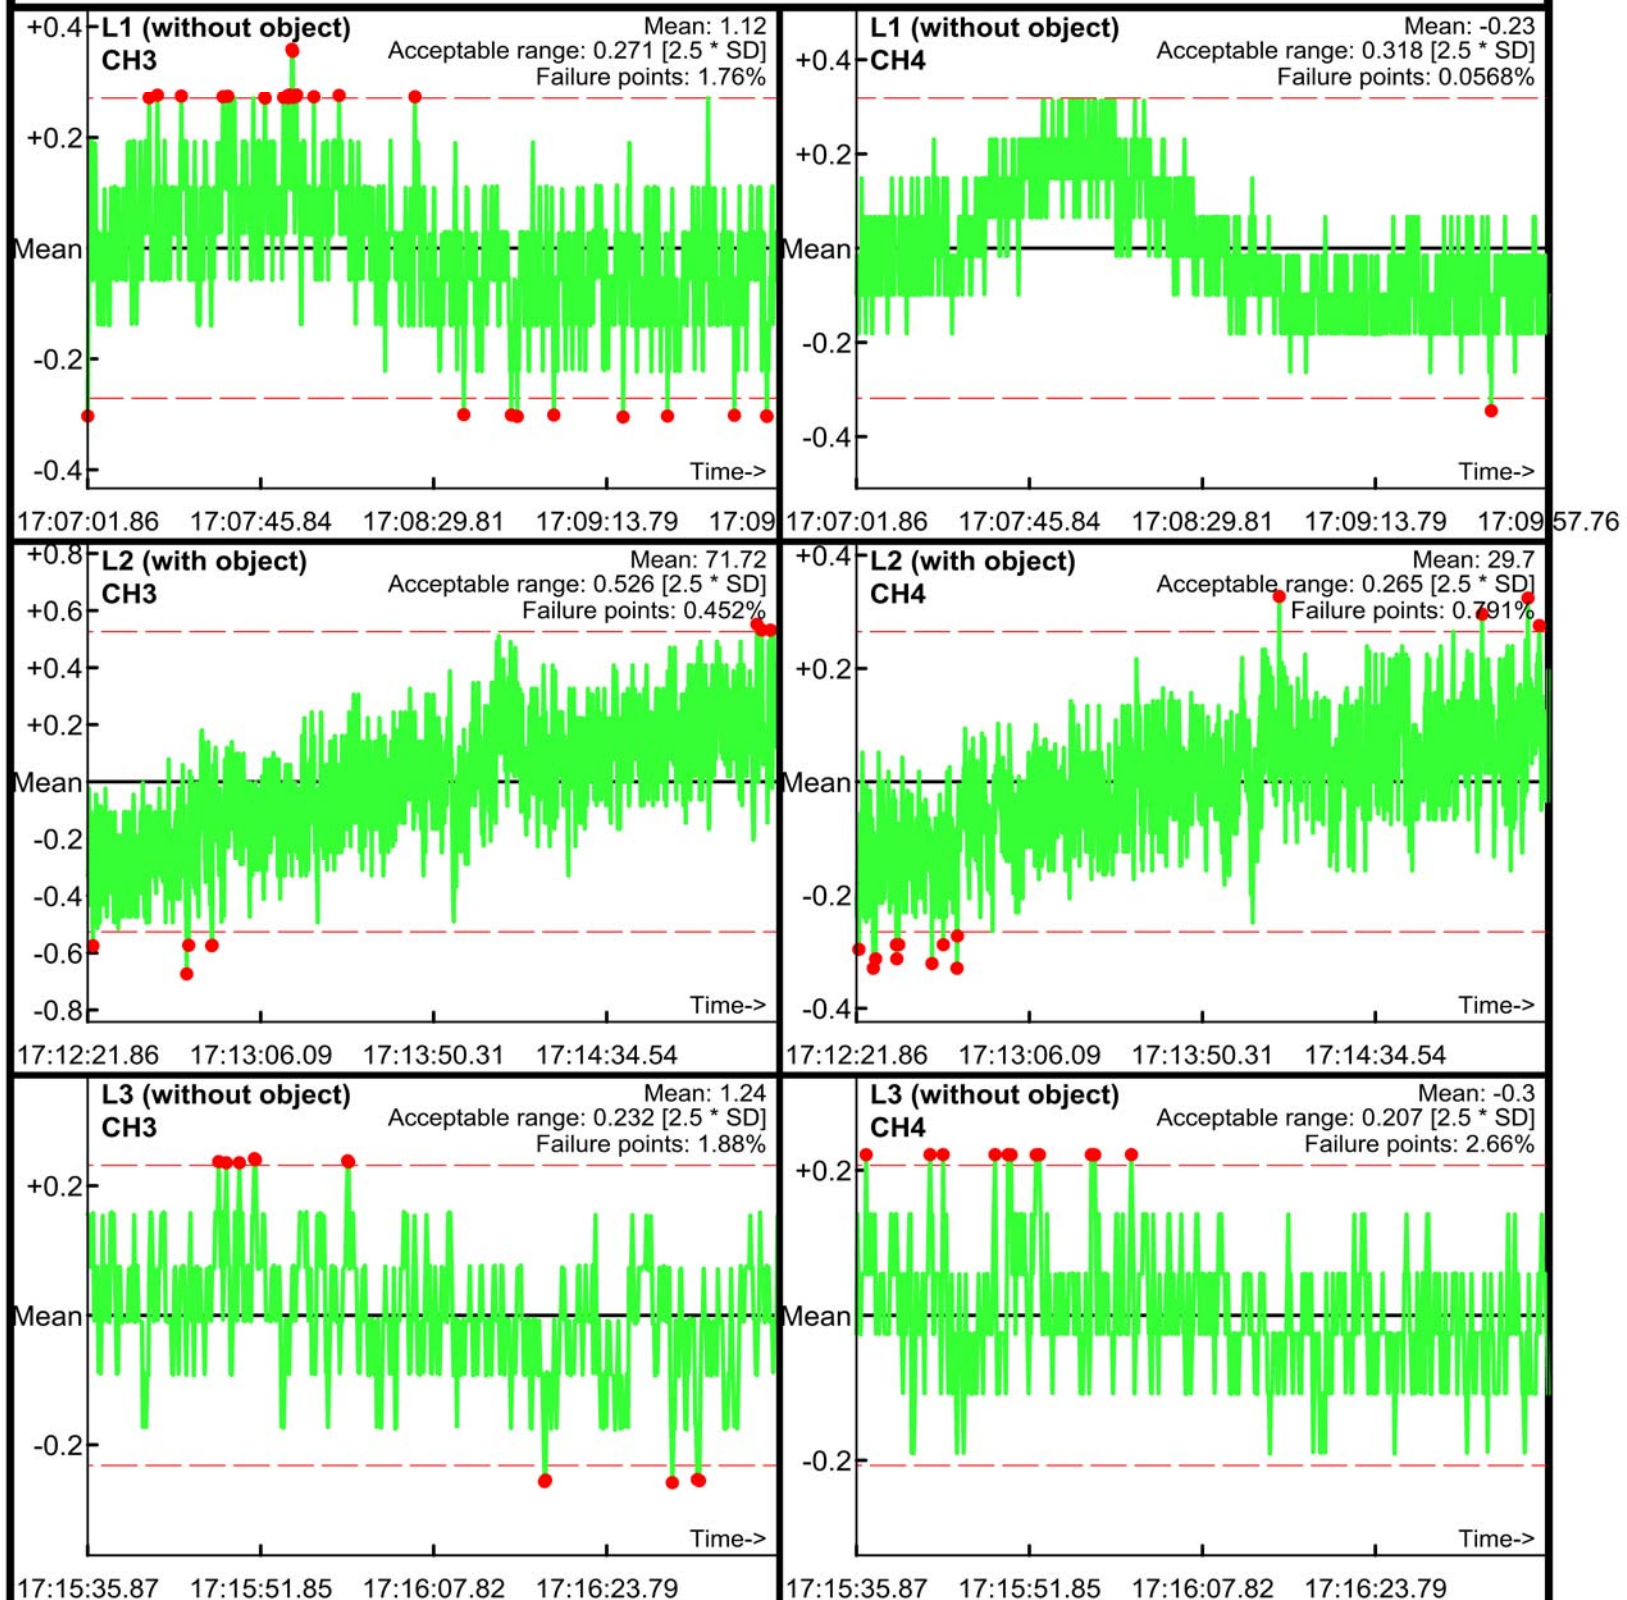 L1 (without object)
CH3
Mean: 1.12
Acceptable range: 0.271 [2.5 * SD]
Failure points: 1.76%
+0.4
+0.2
Mean
-0.2
-0.4
Time->
17:07:01.86 17:07:45.84 17:08:29.81 17:09:13.79 17:09
L1 (without object)
CH4
Mean: -0.23
Acceptable range: 0.318 [2.5 * SD]
Failure points: 0.0568%
+0.4
+0.2
Mean
-0.2
-0.4
Time->
17:07:01.86 17:07:45.84 17:08:29.81 17:09:13.79 17:09:57.76
L2 (with object)
CH3
Mean: 71.72
Acceptable range: 0.526 [2.5 * SD]
Failure points: 0.452%
+0.8
+0.6
+0.4
+0.2
Mean
-0.2
-0.4
-0.6
-0.8
Time->
17:12:21.86 17:13:06.09 17:13:50.31 17:14:34.54
L2 (with object)
CH4
Mean: 29.7
Acceptable range: 0.265 [2.5 * SD]
Failure points: 0.791%
+0.4
+0.2
Mean
-0.2
-0.4
Time->
17:12:21.86 17:13:06.09 17:13:50.31 17:14:34.54
L3 (without object)
CH3
Mean: 1.24
Acceptable range: 0.232 [2.5 * SD]
Failure points: 1.88%
+0.2
Mean
-0.2
Time->
17:15:35.87 17:15:51.85 17:16:07.82 17:16:23.79
L3 (without object)
CH4
Mean: -0.3
Acceptable range: 0.207 [2.5 * SD]
Failure points: 2.66%
+0.2
Mean
-0.2
Time->
17:15:35.87 17:15:51.85 17:16:07.82 17:16:23.79